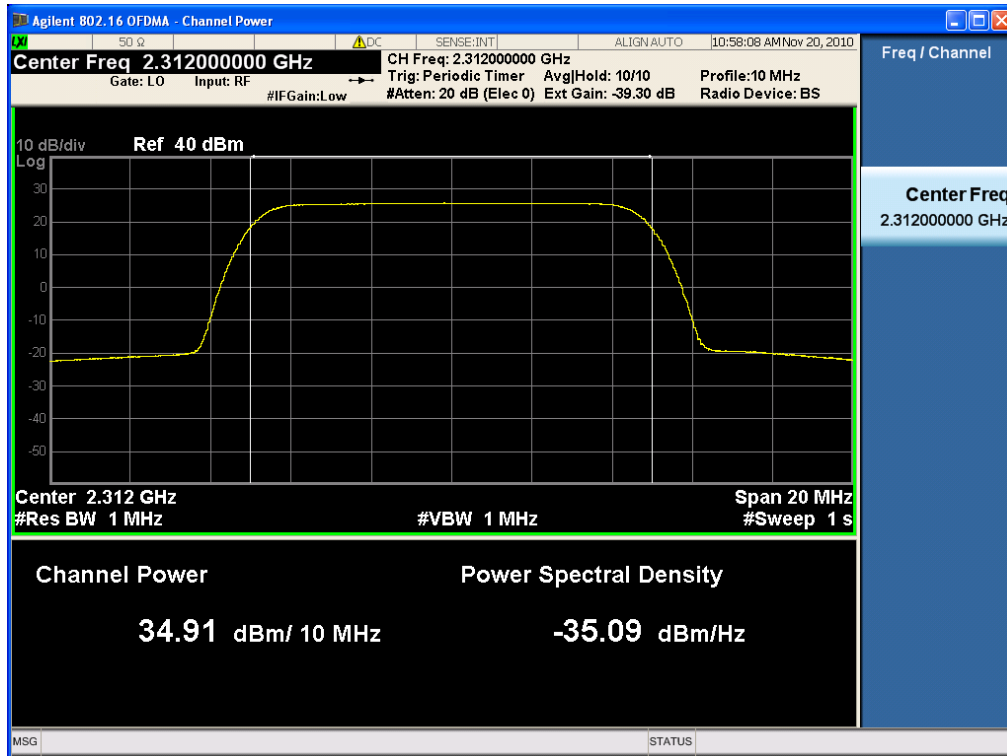 Agilent 802.16 OFDMA - Channel Power
LXI 50 Ω DC SENSE:INT ALIGN AUTO 10:58:08 AM Nov 20, 2010
Center Freq 2.312000000 GHz
CH Freq: 2.312000000 GHz
Gate: LO Input: RF
#IFGain:Low
Trig: Periodic Timer Avg|Hold: 10/10 Profile:10 MHz
#Atten: 20 dB (Elec 0) Ext Gain: -39.30 dB Radio Device: BS
Freq / Channel
Center Freq
2.312000000 GHz
10 dB/div Ref 40 dBm
Log
30
20
10
0
-10
-20
-30
-40
-50
Center 2.312 GHz Span 20 MHz
#Res BW 1 MHz #VBW 1 MHz #Sweep 1 s
Channel Power Power Spectral Density
34.91 dBm/ 10 MHz -35.09 dBm/Hz
MSG STATUS